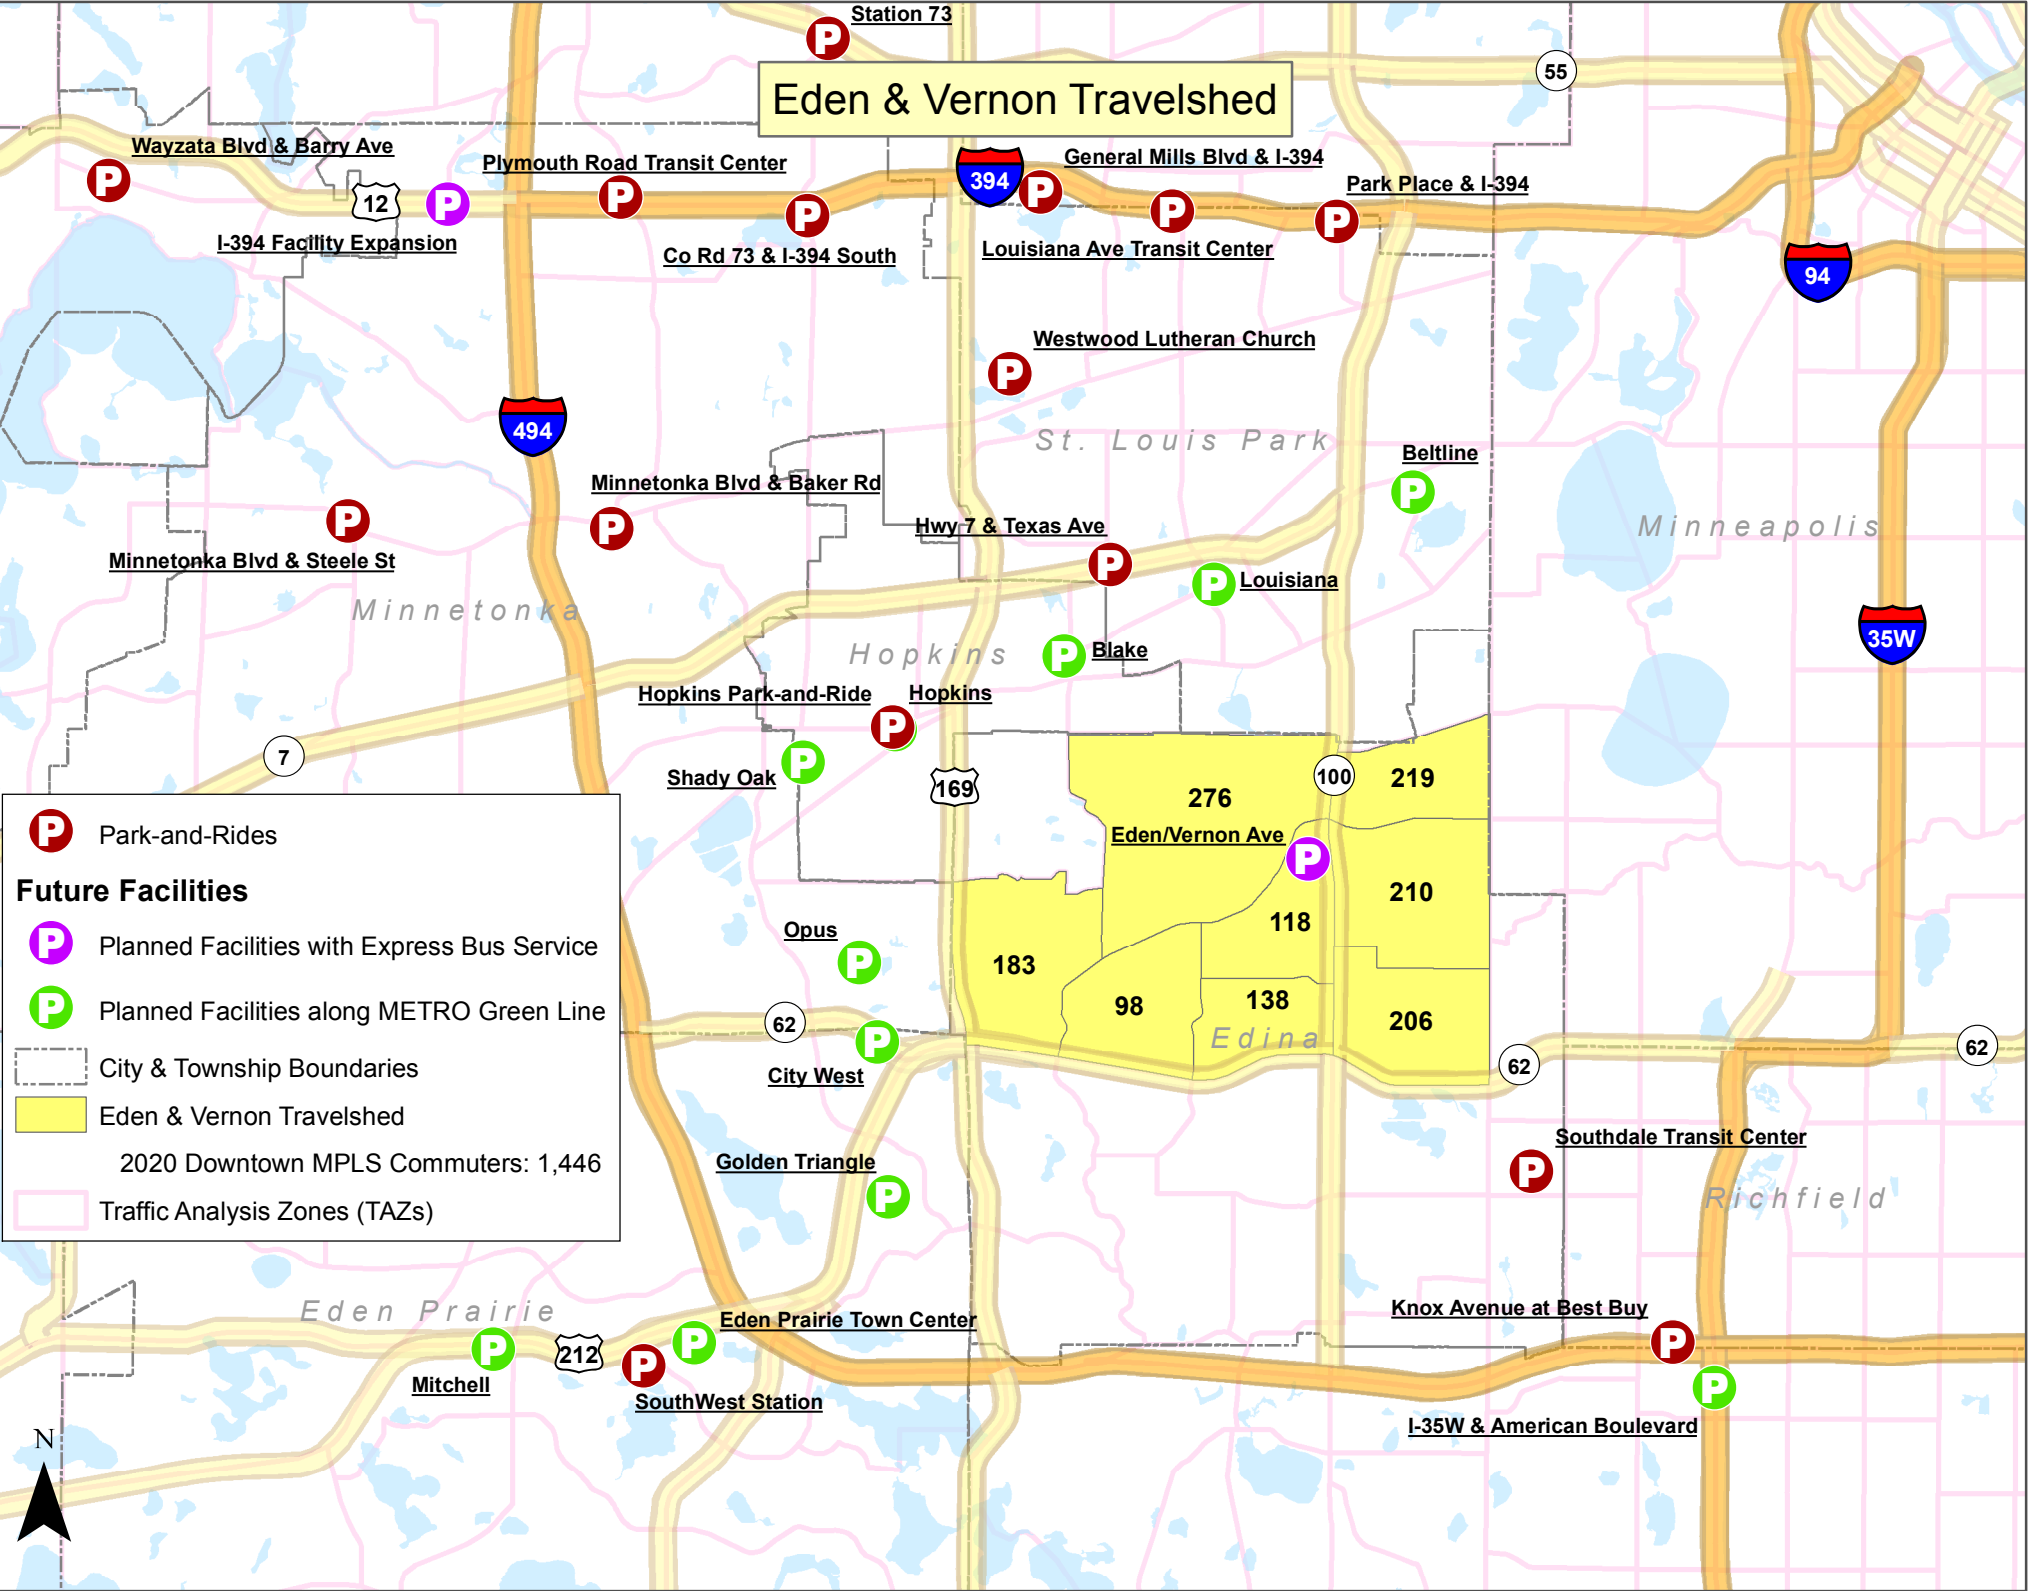 Station 73
P
55
Eden & Vernon Travelshed
Wayzata Blvd & Barry Ave
P
Plymouth Road Transit Center
P
394
General Mills Blvd & I-394
P
Park Place & I-394
12
P
P
P
P
I-394 Facility Expansion
Co Rd 73 & I-394 South
Louisiana Ave Transit Center
94
Westwood Lutheran Church
P
494
St. Louis Park
Beltline
P
Minnetonka Blvd & Baker Rd
P
P
Minnetonka Blvd & Steele St
Hwy 7 & Texas Ave
P
Minneapolis
P
Louisiana
Minnetonka
Hopkins
P
Blake
35W
Hopkins Park-and-Ride
Hopkins
P
7
Shady Oak
P
169
100
219
276
Eden/Vernon Ave
P
210
118
Opus
P
183
98
138
206
Edina
62
P
City West
62
62
P
Park-and-Rides
Future Facilities
P
Planned Facilities with Express Bus Service
P
Planned Facilities along METRO Green Line
City & Township Boundaries
Eden & Vernon Travelshed
2020 Downtown MPLS Commuters: 1,446
Traffic Analysis Zones (TAZs)
Southdale Transit Center
P
Golden Triangle
P
Richfield
Eden Prairie
Eden Prairie Town Center
P
Knox Avenue at Best Buy
P
P
Mitchell
212
P
SouthWest Station
P
I-35W & American Boulevard
N